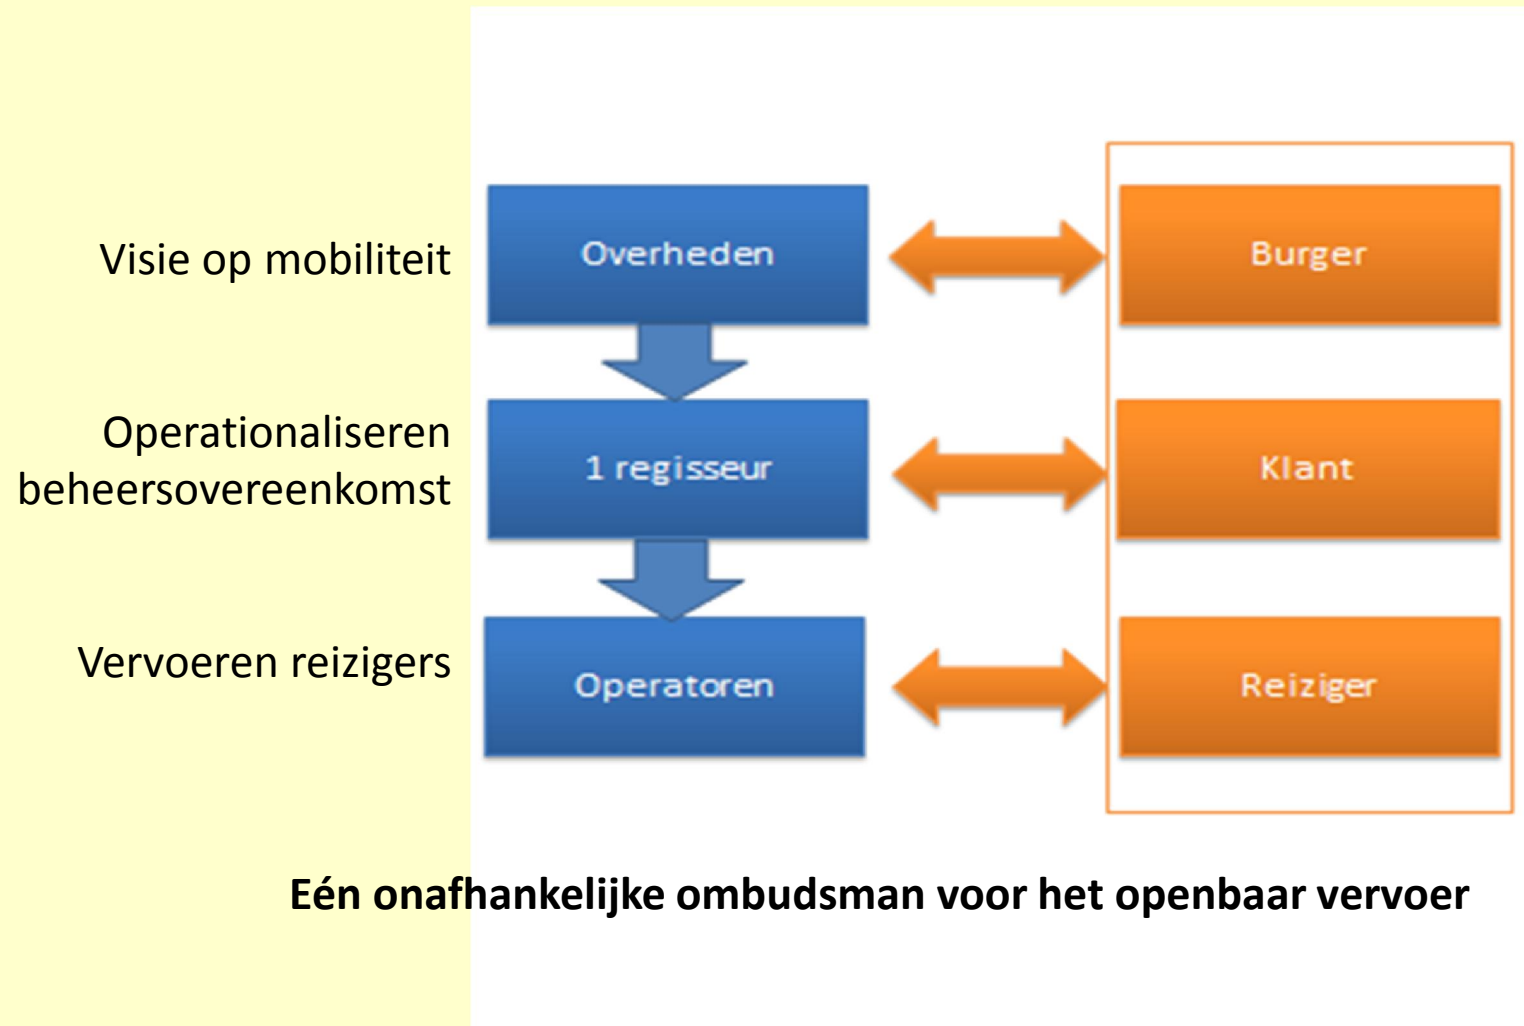 Visie op mobiliteit
Overheden
Burger
Operationaliseren
beheersovereenkomst
1 regisseur
Klant
Vervoeren reizigers
Operatoren
Reiziger
Eén onafhankelijke ombudsman voor het openbaar vervoer